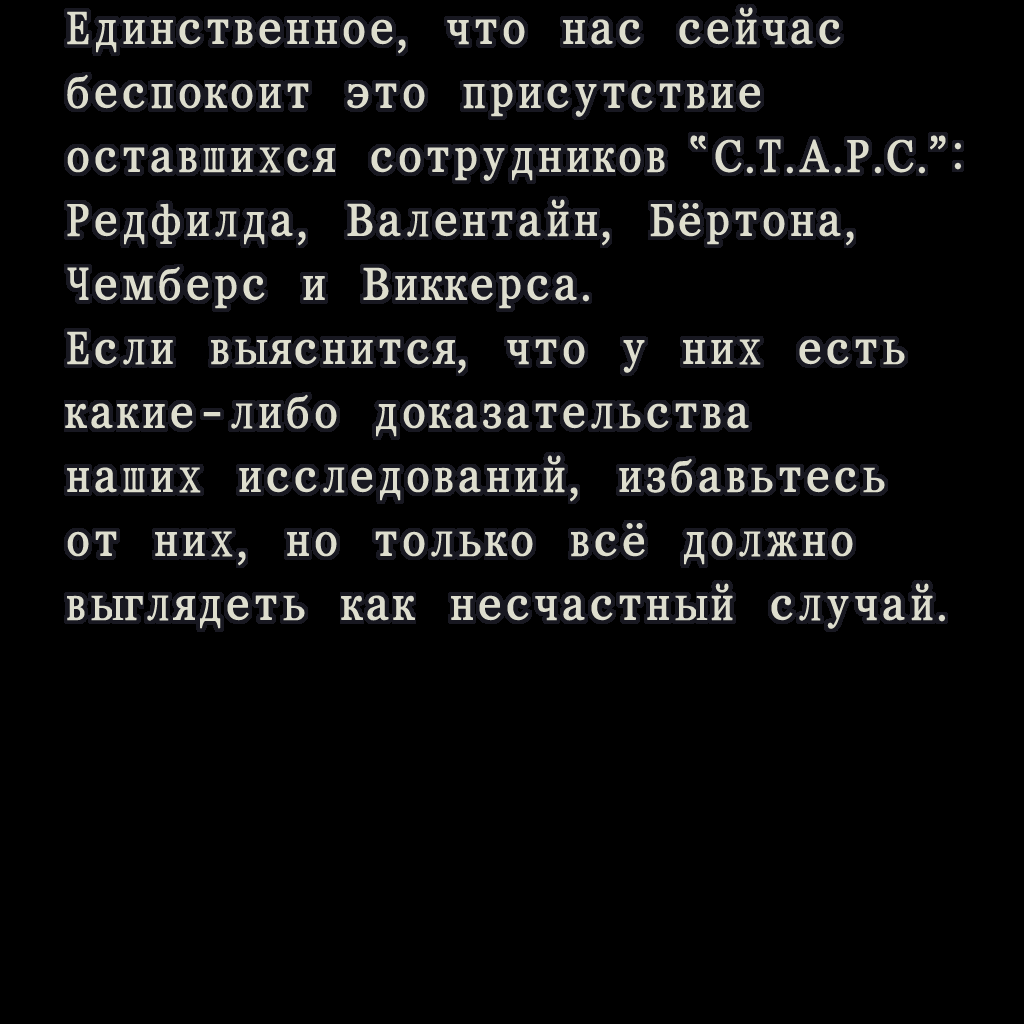 Единственное, что нас сейчас
беспокоит это присутствие
оставшихся сотрудников “С.Т.А.Р.С.”:
Редфилда, Валентайн, Бёртона,
Чемберс и Виккерса.
Если выяснится, что у них есть
какие-либо доказательства
наших исследований, избавьтесь
от них, но только всё должно
выглядеть как несчастный случай.